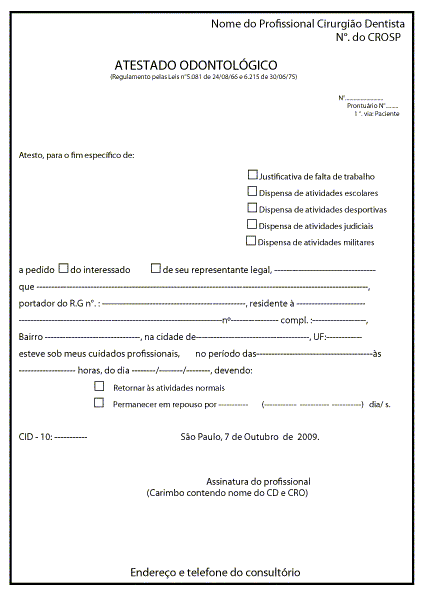 Nome do Profissional Cirurgião Dentista
N°. do CROSP
ATESTADO ODONTOLÓGICO
(Regulamento pelas Leis n°5.081 de 24/08/66 e 6.215 de 30/06/75)
N°.......................
Prontuário N°.......
1 °. via: Paciente
Atesto, para o fim específico de:
Justificativa de falta de trabalho
Dispensa de atividades escolares
Dispensa de atividades desportivas
Dispensa de atividades judiciais
Dispensa de atividades militares
a pedido do interessado de seu representante legal, -----------------------------------
que --------------------------------------------------------------------------------------------------------------------,
portador do R.G n°. : --------------------------------------------------, residente à ------------------------
----------------------------------------------------------------------nº---------------- compl. :------------------,
Bairro ---------------------------------, na cidade de---------------------------------------, UF:------------
esteve sob meus cuidados profissionais, no período das----------------------------------------às
-------------------- horas, do dia --------/--------/--------, devendo:
Retornar às atividades normais
Permanecer em repouso por ----------- (------------- ----------- -----------) dia/ s.
CID - 10: ----------- São Paulo, 7 de Outubro de 2009.
Assinatura do profissional
(Carimbo contendo nome do CD e CRO)
Endereço e telefone do consultório